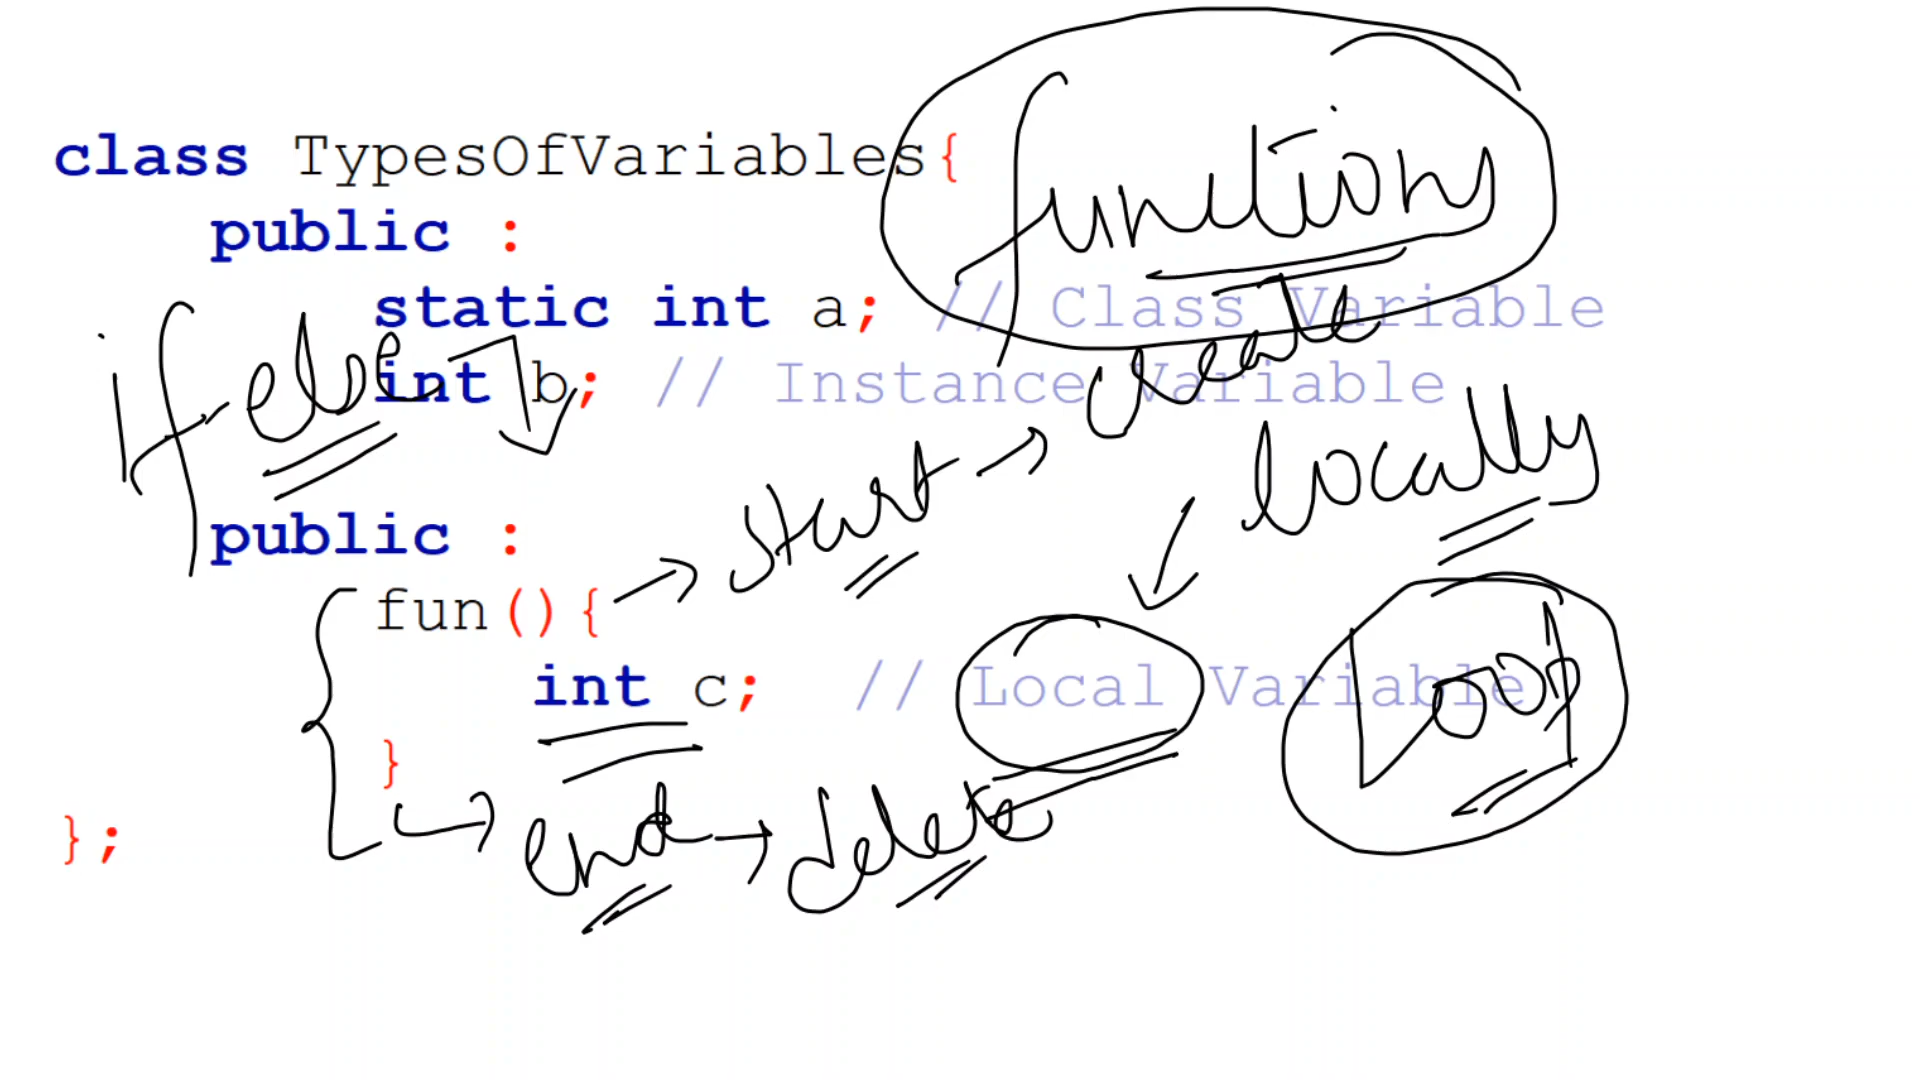 functions
class TypesOfVariables{
public :
static int a; // Class Variable
if else
int b; // Instance Variable
create
locally
start
public :
fun(){
int c; // Local Variable
Loop
}
end delete
};